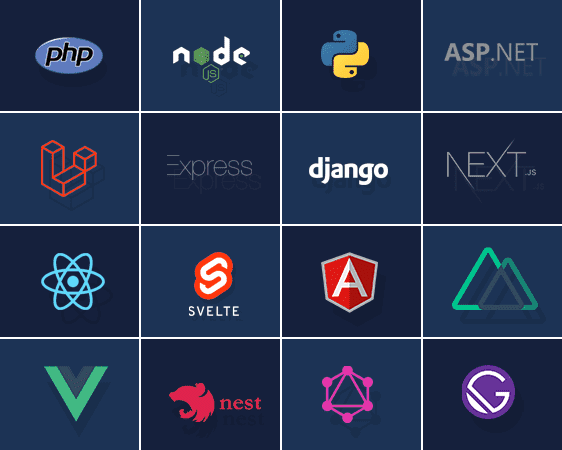 php
node
JS
ASP.NET
Express
django
NEXT.JS
SVELTE
A
nest
G